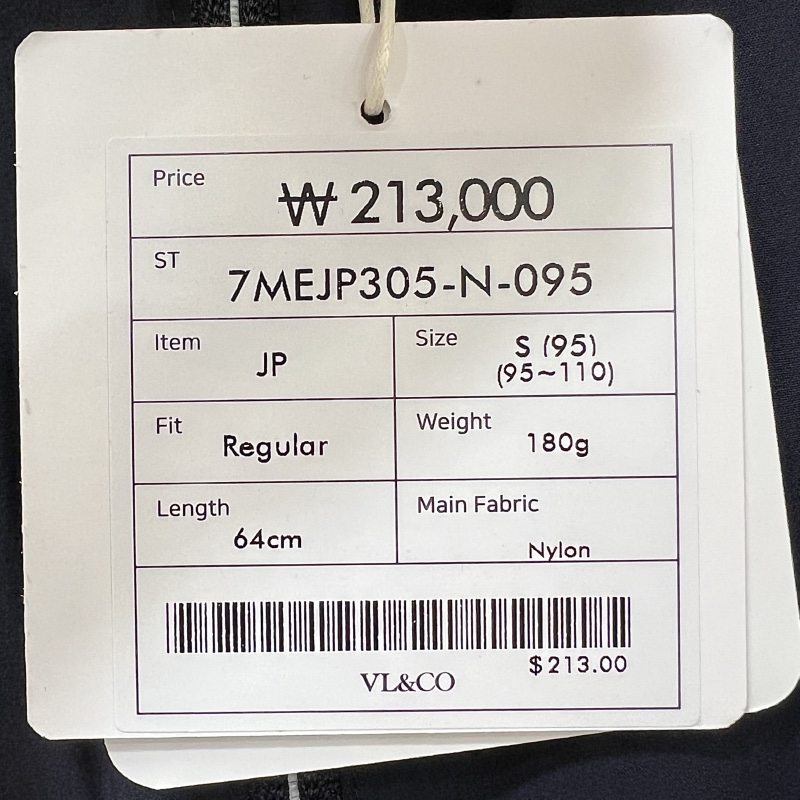 Price
₩ 213,000
ST
7MEJP305-N-095
Item
JP
Size
S (95)
(95~110)
Fit
Regular
Weight
180g
Length
64cm
Main Fabric
Nylon
$213.00
VL&CO